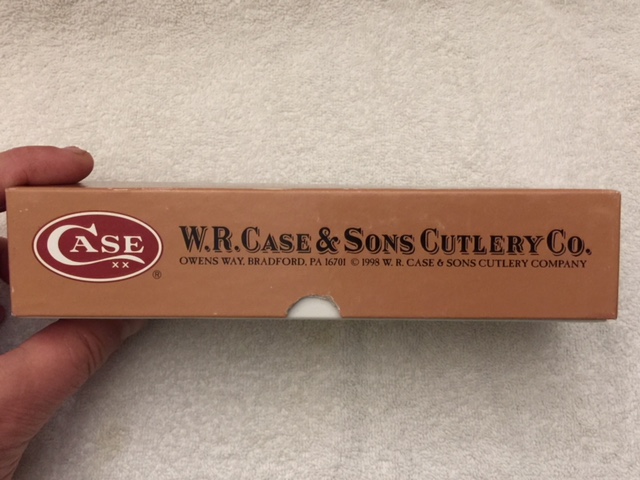 CASE
XX
®
W.R. CASE & SONS CUTLERY CO.
OWENS WAY, BRADFORD, PA 16701 © 1998 W. R. CASE & SONS CUTLERY COMPANY